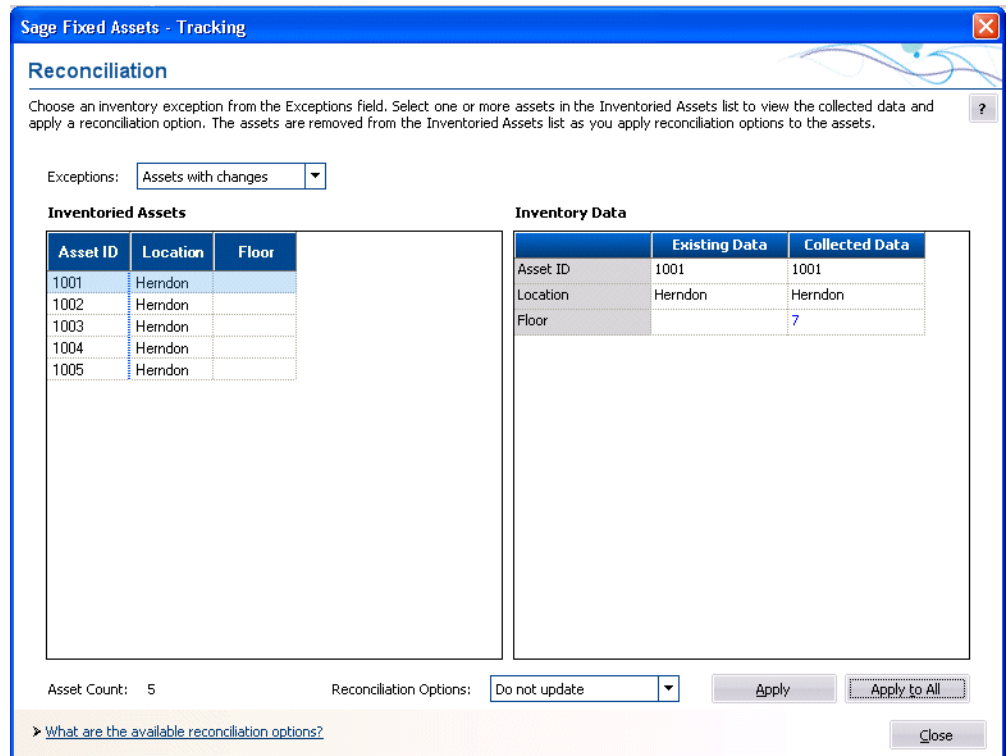 Sage Fixed Assets - Tracking
Reconciliation
Choose an inventory exception from the Exceptions field. Select one or more assets in the Inventoried Assets list to view the collected data and
apply a reconciliation option. The assets are removed from the Inventoried Assets list as you apply reconciliation options to the assets.
?
Exceptions: Assets with changes
Inventoried Assets
Asset ID Location Floor
1001 Herndon
1002 Herndon
1003 Herndon
1004 Herndon
1005 Herndon
Inventory Data
Existing Data Collected Data
Asset ID 1001 1001
Location Herndon Herndon
Floor 7
Asset Count: 5
Reconciliation Options: Do not update
Apply
Apply to All
What are the available reconciliation options?
Close